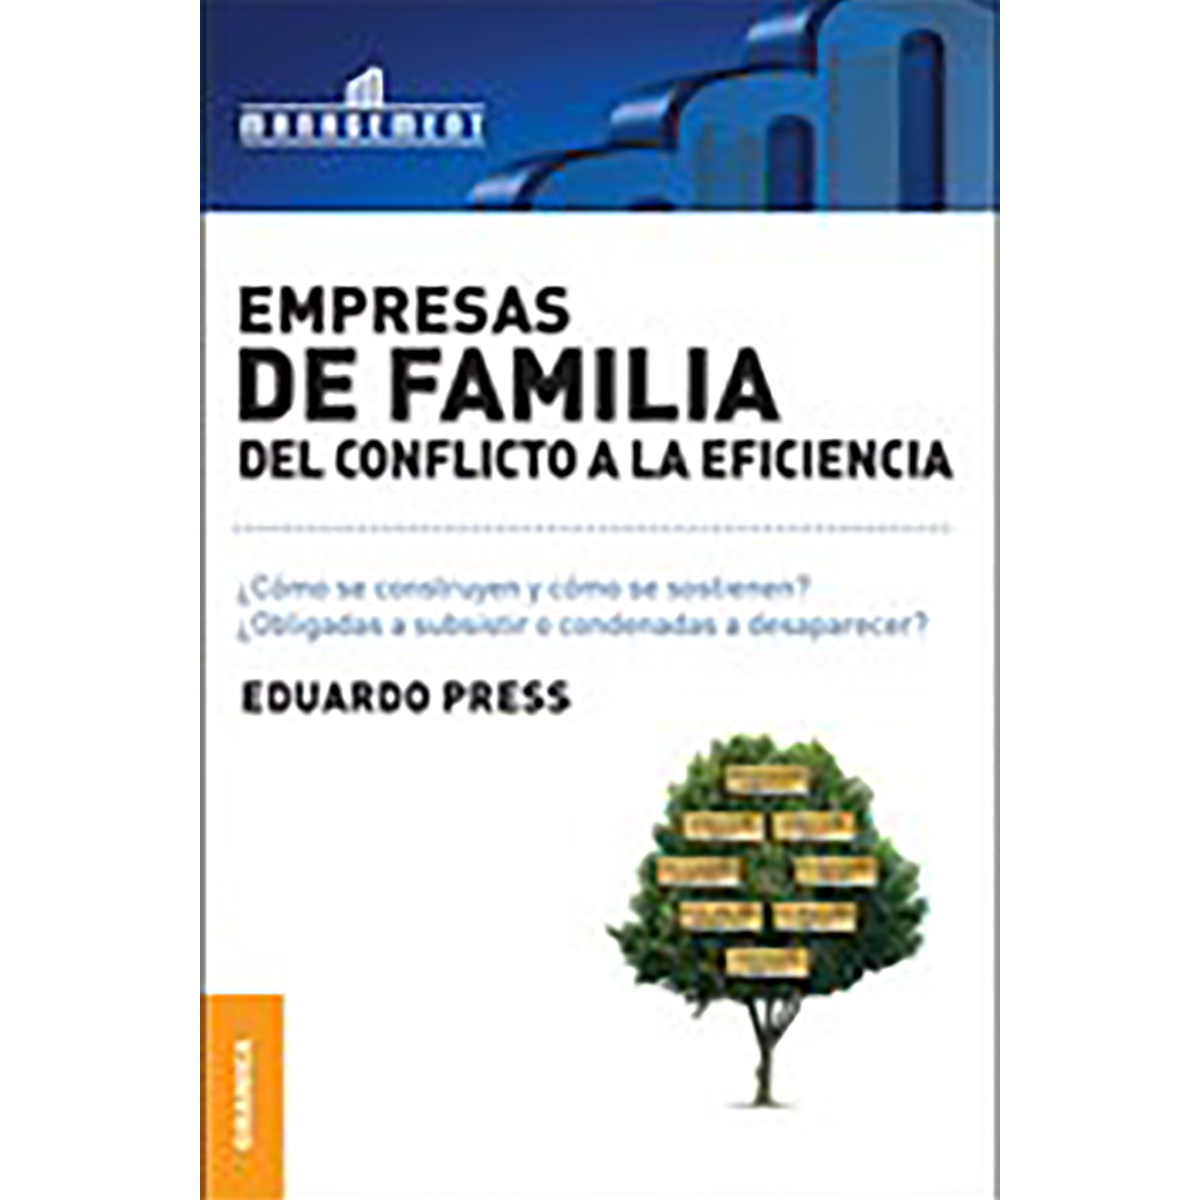 MANAGEMENT
EMPRESAS
DE FAMILIA
DEL CONFLICTO A LA EFICIENCIA
¿Cómo se construyen y cómo se sostienen?
¿Obligadas a subsistir o condenadas a desaparecer?
EDUARDO PRESS
GRANICA